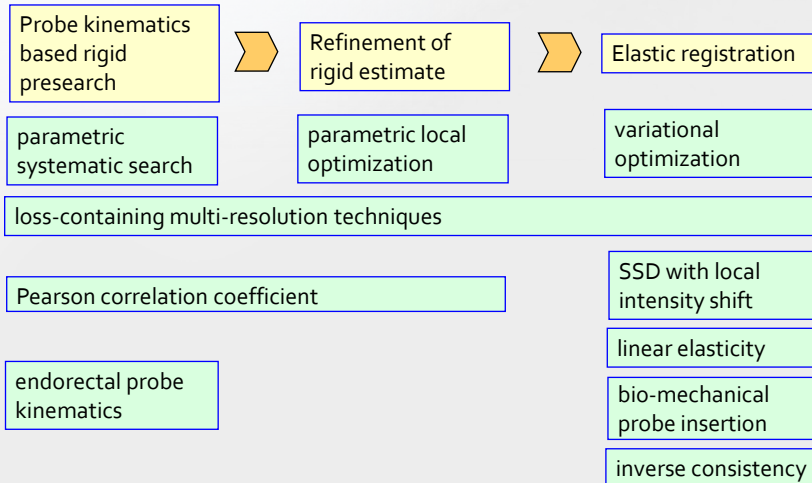 Probe kinematics
based rigid
presearch
Refinement of
rigid estimate
Elastic registration
parametric
systematic search
parametric local
optimization
variational
optimization
loss-containing multi-resolution techniques
Pearson correlation coefficient
SSD with local
intensity shift
linear elasticity
endorectal probe
kinematics
bio-mechanical
probe insertion
inverse consistency